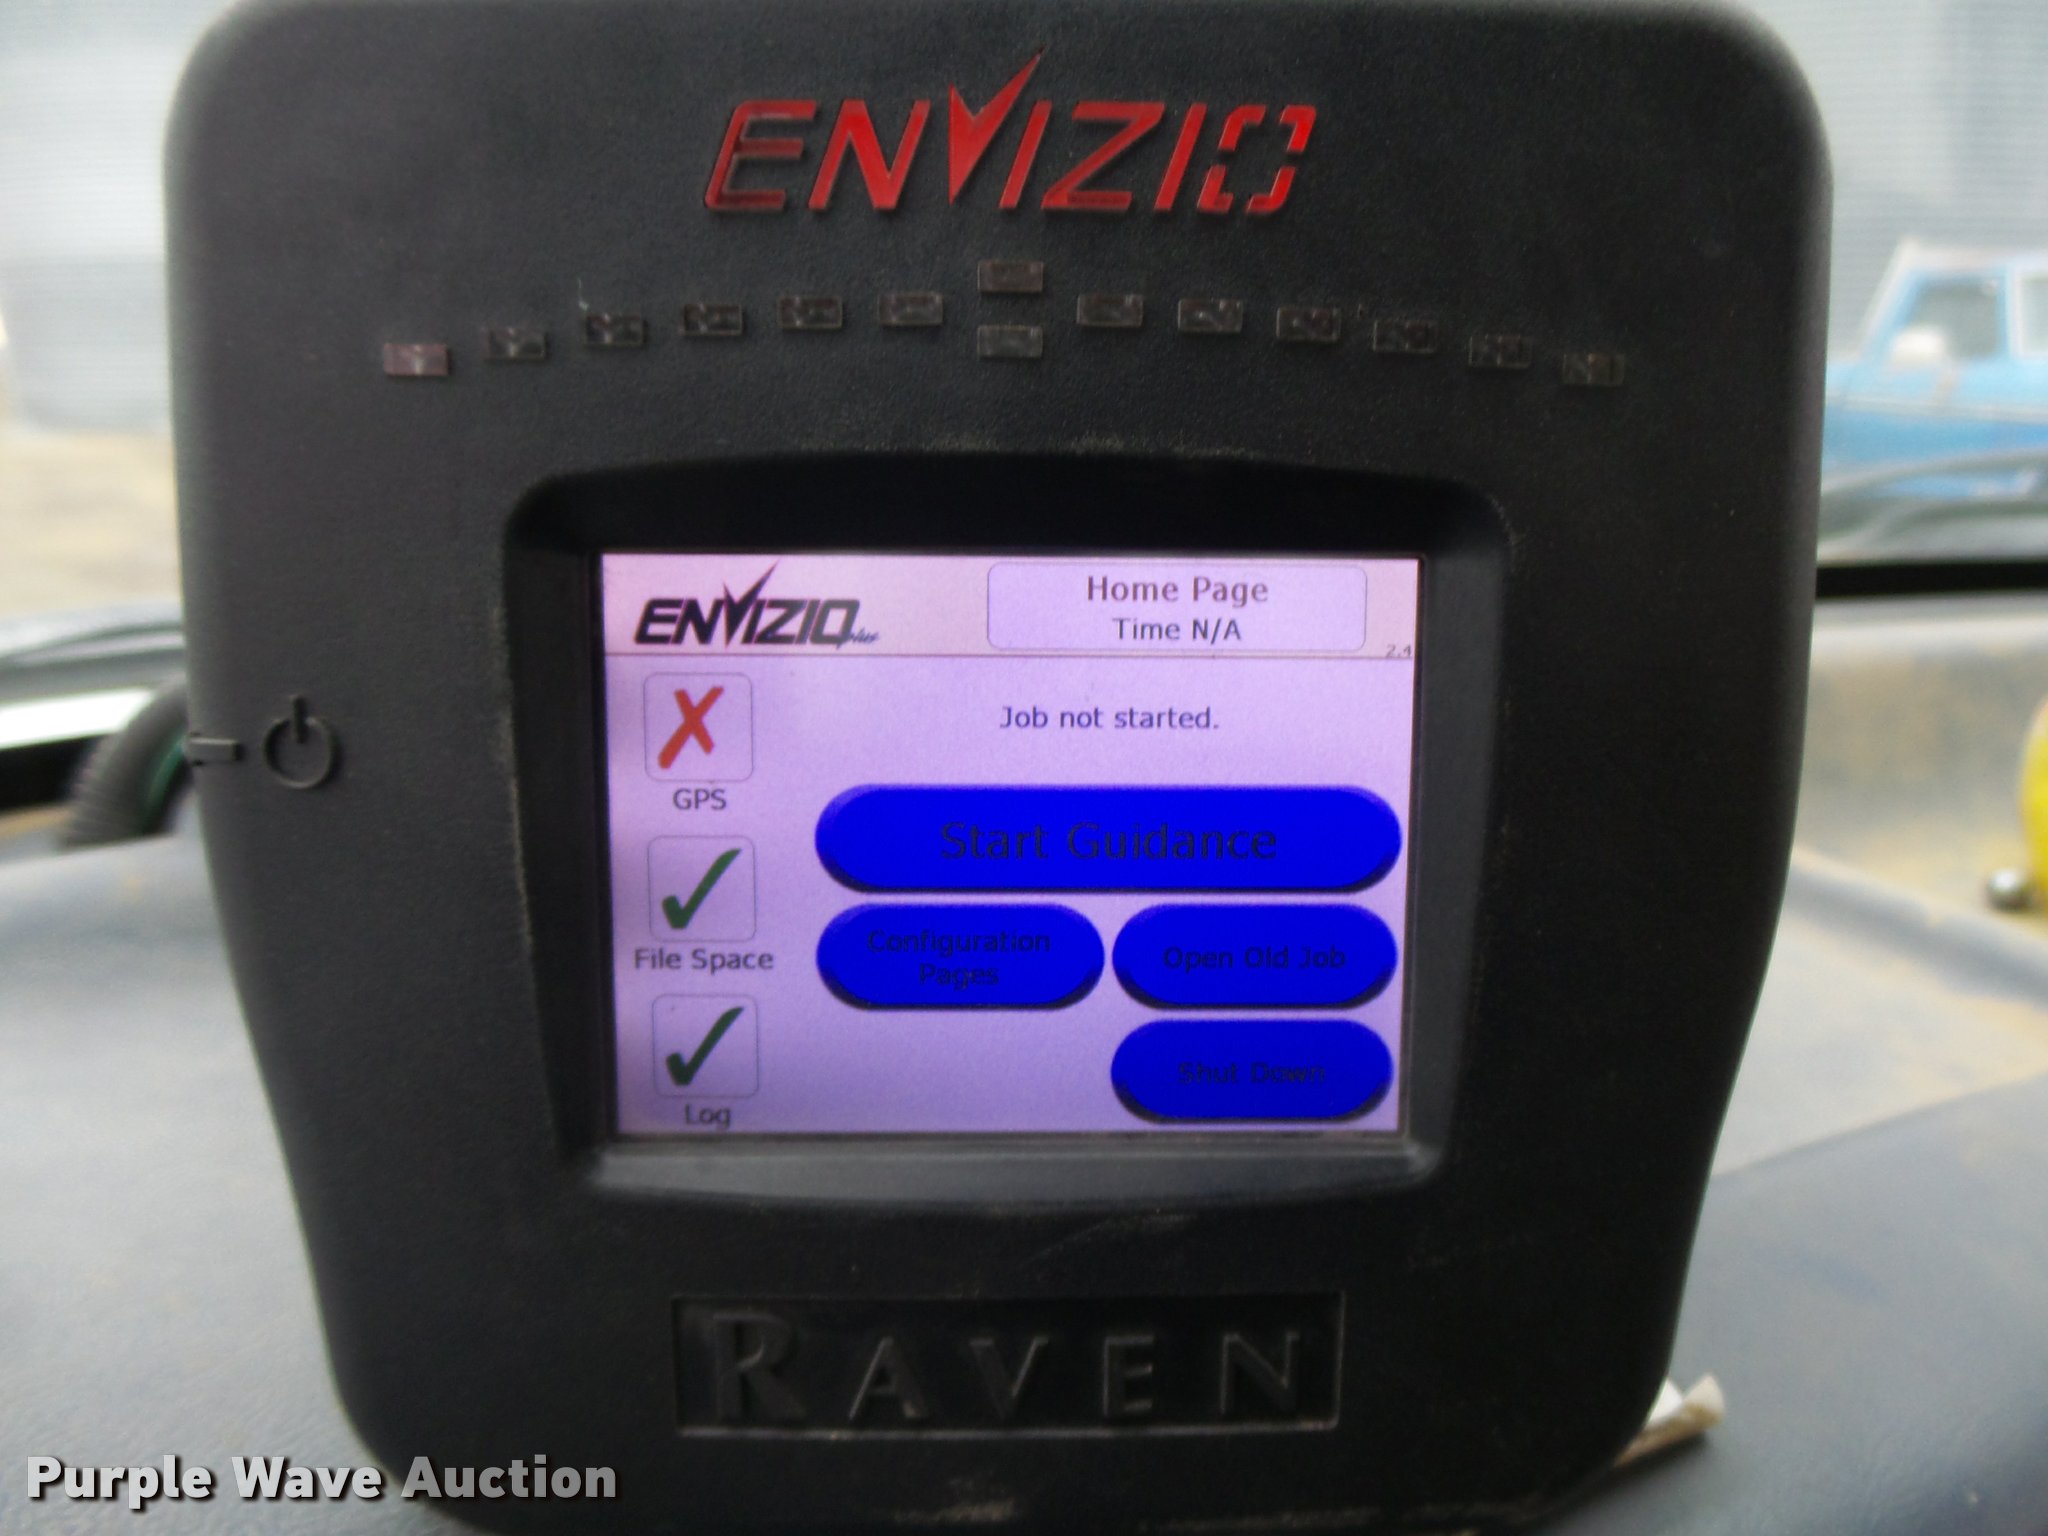 ENVIZIO
ENVIZIO plus
Home Page
Time N/A
2.4
GPS
Job not started.
Start Guidance
File Space
Configuration
Pages
Open Old Job
Log
Shut Down
RAVEN
Purple Wave Auction